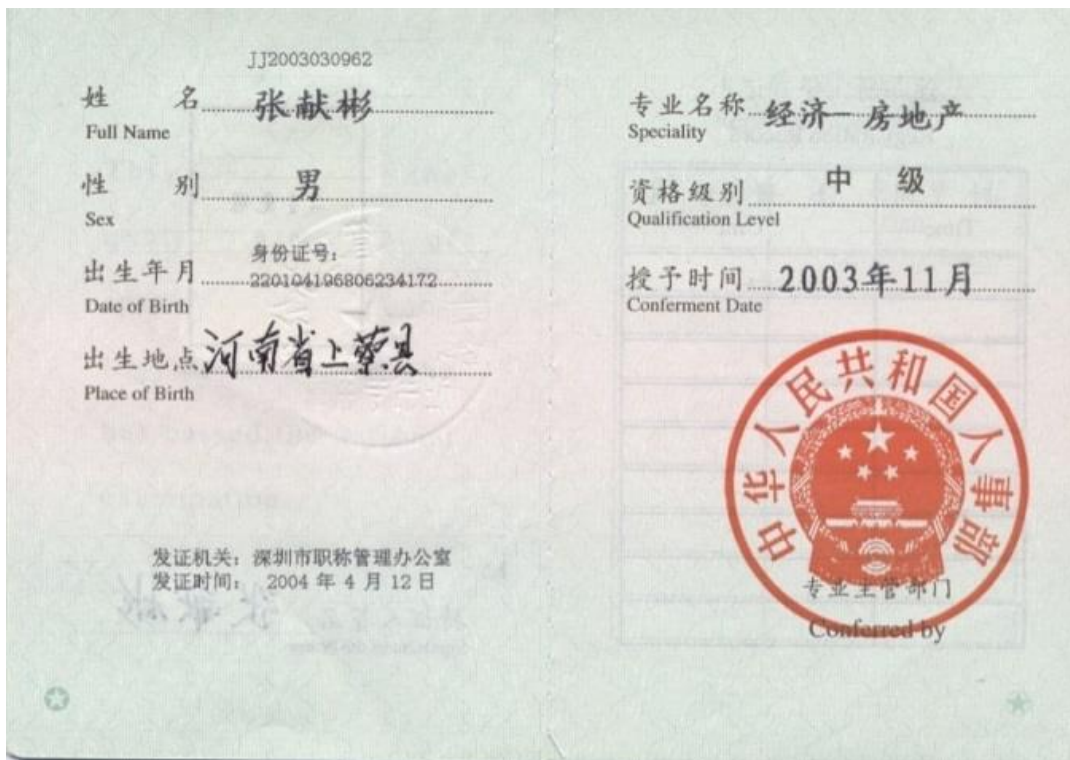 JJ2003030962
姓 名 张献彬
Full Name
性 别 男
Sex
身份证号:
出生年月 220104196806234172
Date of Birth
出生地点 河南省上蔡县
Place of Birth
发证机关: 深圳市职称管理办公室
发证时间: 2004 年 4 月 12 日
专业名称 经济—房地产
Speciality
资格级别 中 级
Qualification Level
授予时间 2003年11月
Conferment Date
中华人民共和国人事部
专业主管部门
Conferred by